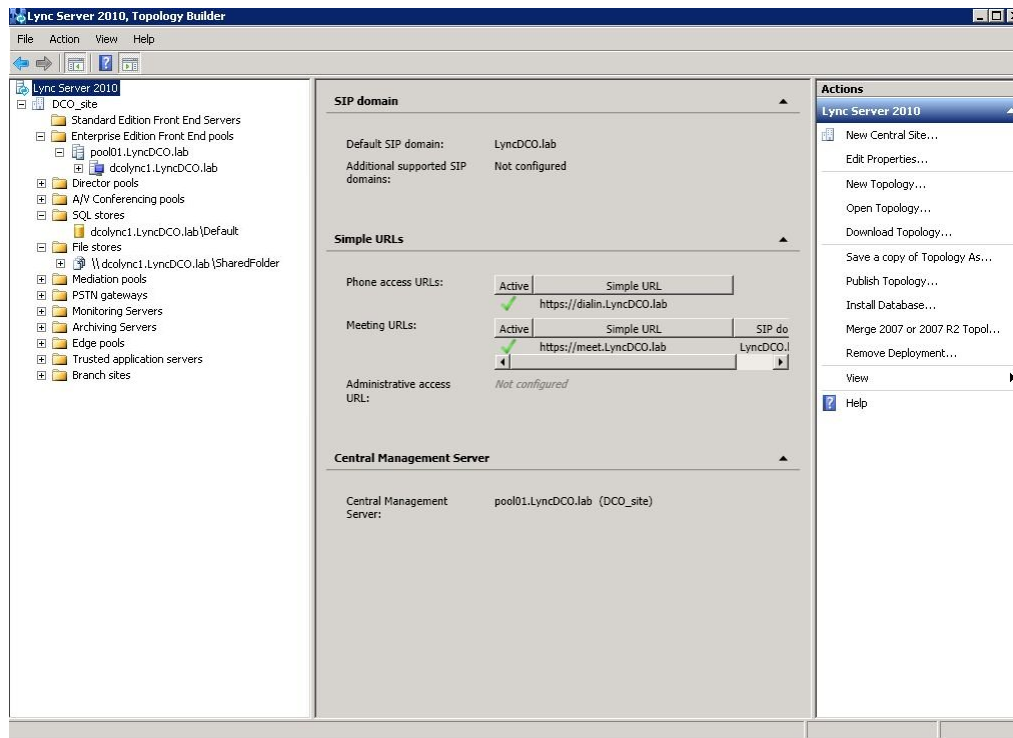 Lync Server 2010, Topology Builder
File Action View Help
Lync Server 2010
DCO_site
Standard Edition Front End Servers
Enterprise Edition Front End pools
pool01.LyncDCO.lab
dcolync1.LyncDCO.lab
Director pools
A/V Conferencing pools
SQL stores
dcolync1.LyncDCO.lab\Default
File stores
\\dcolync1.LyncDCO.lab\SharedFolder
Mediation pools
PSTN gateways
Monitoring Servers
Archiving Servers
Edge pools
Trusted application servers
Branch sites
SIP domain
Default SIP domain: LyncDCO.lab
Additional supported SIP domains: Not configured
Simple URLs
Phone access URLs:
Active Simple URL
https://dialin.LyncDCO.lab
Meeting URLs:
Active Simple URL SIP do
https://meet.LyncDCO.lab LyncDCO.l
Administrative access URL: Not configured
Central Management Server
Central Management Server: pool01.LyncDCO.lab (DCO_site)
Actions
Lync Server 2010
New Central Site...
Edit Properties...
New Topology...
Open Topology...
Download Topology...
Save a copy of Topology As...
Publish Topology...
Install Database...
Merge 2007 or 2007 R2 Topol...
Remove Deployment...
View
Help